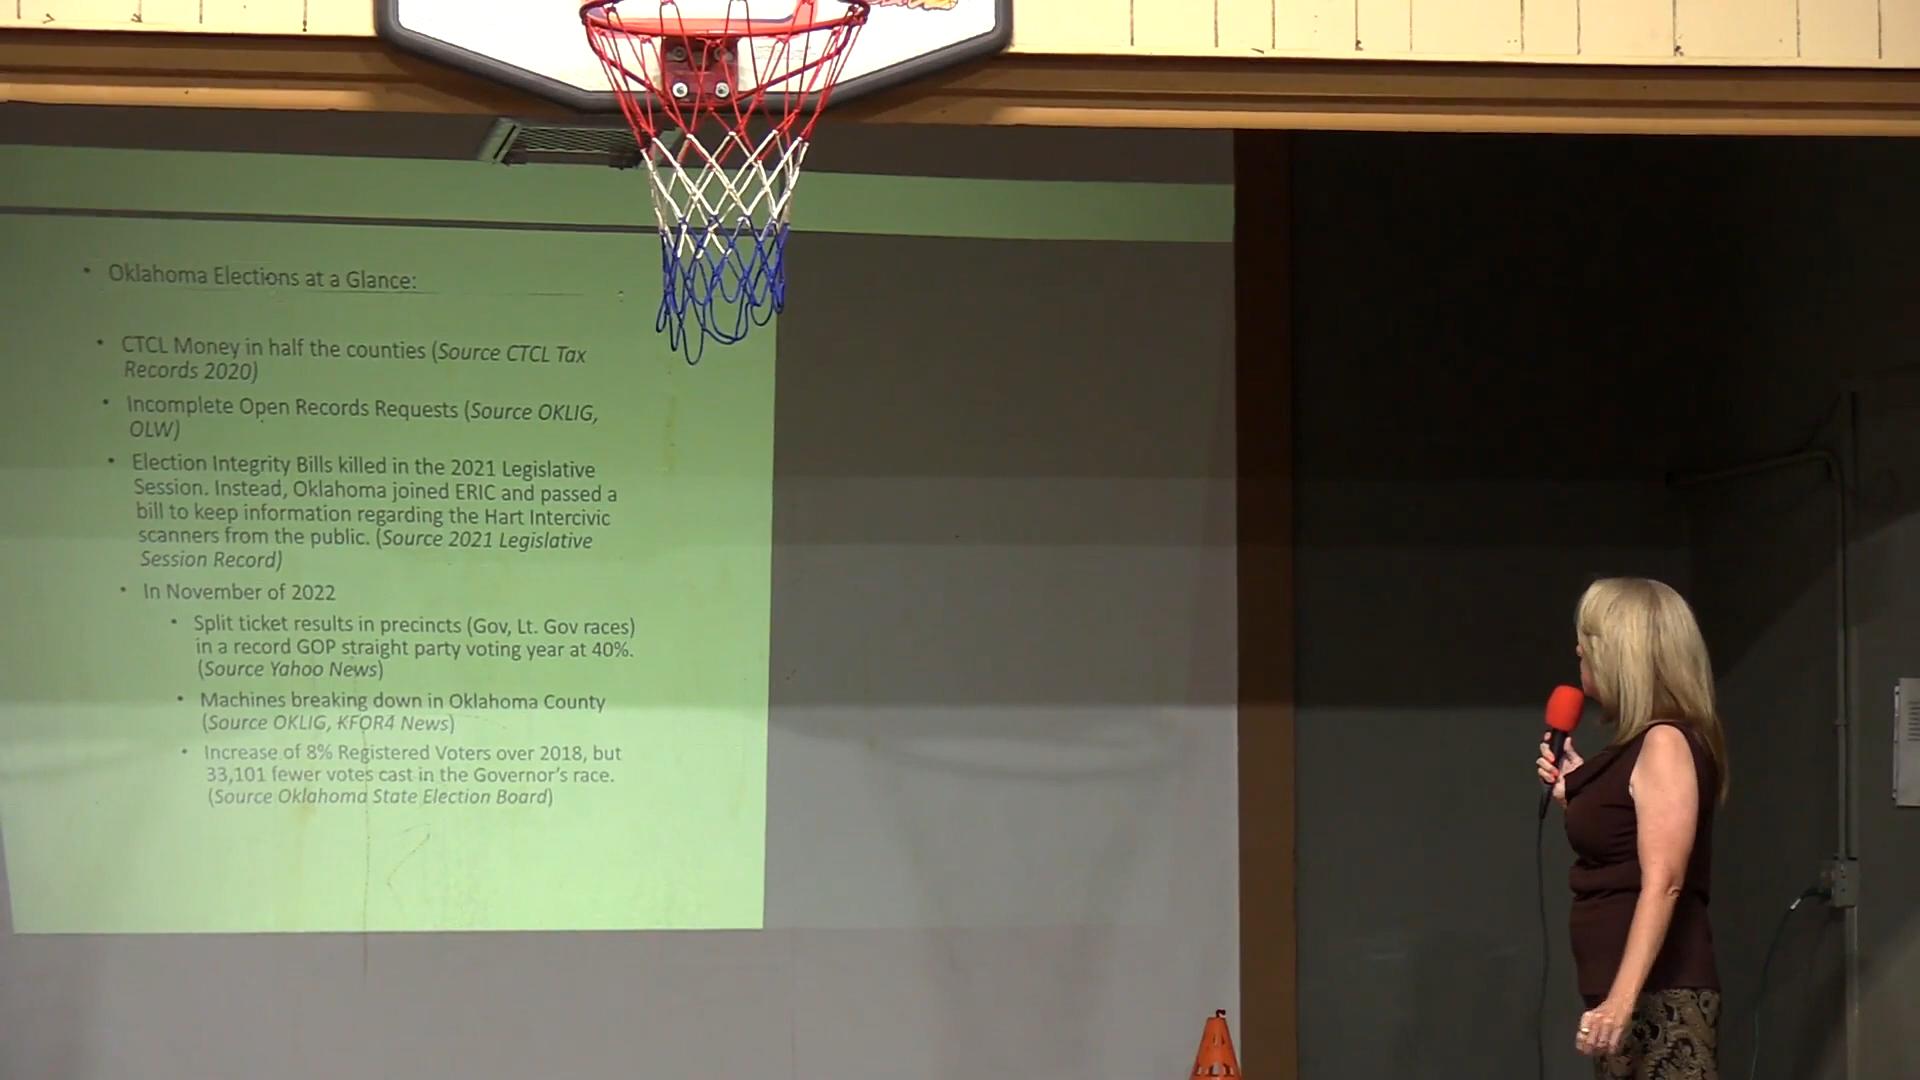 • Oklahoma Elections at a Glance:
• CTCL Money in half the counties (Source CTCL Tax
Records 2020)
• Incomplete Open Records Requests (Source OKLIG,
OLW)
• Election Integrity Bills killed in the 2021 Legislative
Session. Instead, Oklahoma joined ERIC and passed a
bill to keep information regarding the Hart Intercivic
scanners from the public. (Source 2021 Legislative
Session Record)
• In November of 2022
• Split ticket results in precincts (Gov, Lt. Gov races)
in a record GOP straight party voting year at 40%.
(Source Yahoo News)
• Machines breaking down in Oklahoma County
(Source OKLIG, KFOR4 News)
• Increase of 8% Registered Voters over 2018, but
33,101 fewer votes cast in the Governor's race.
(Source Oklahoma State Election Board)